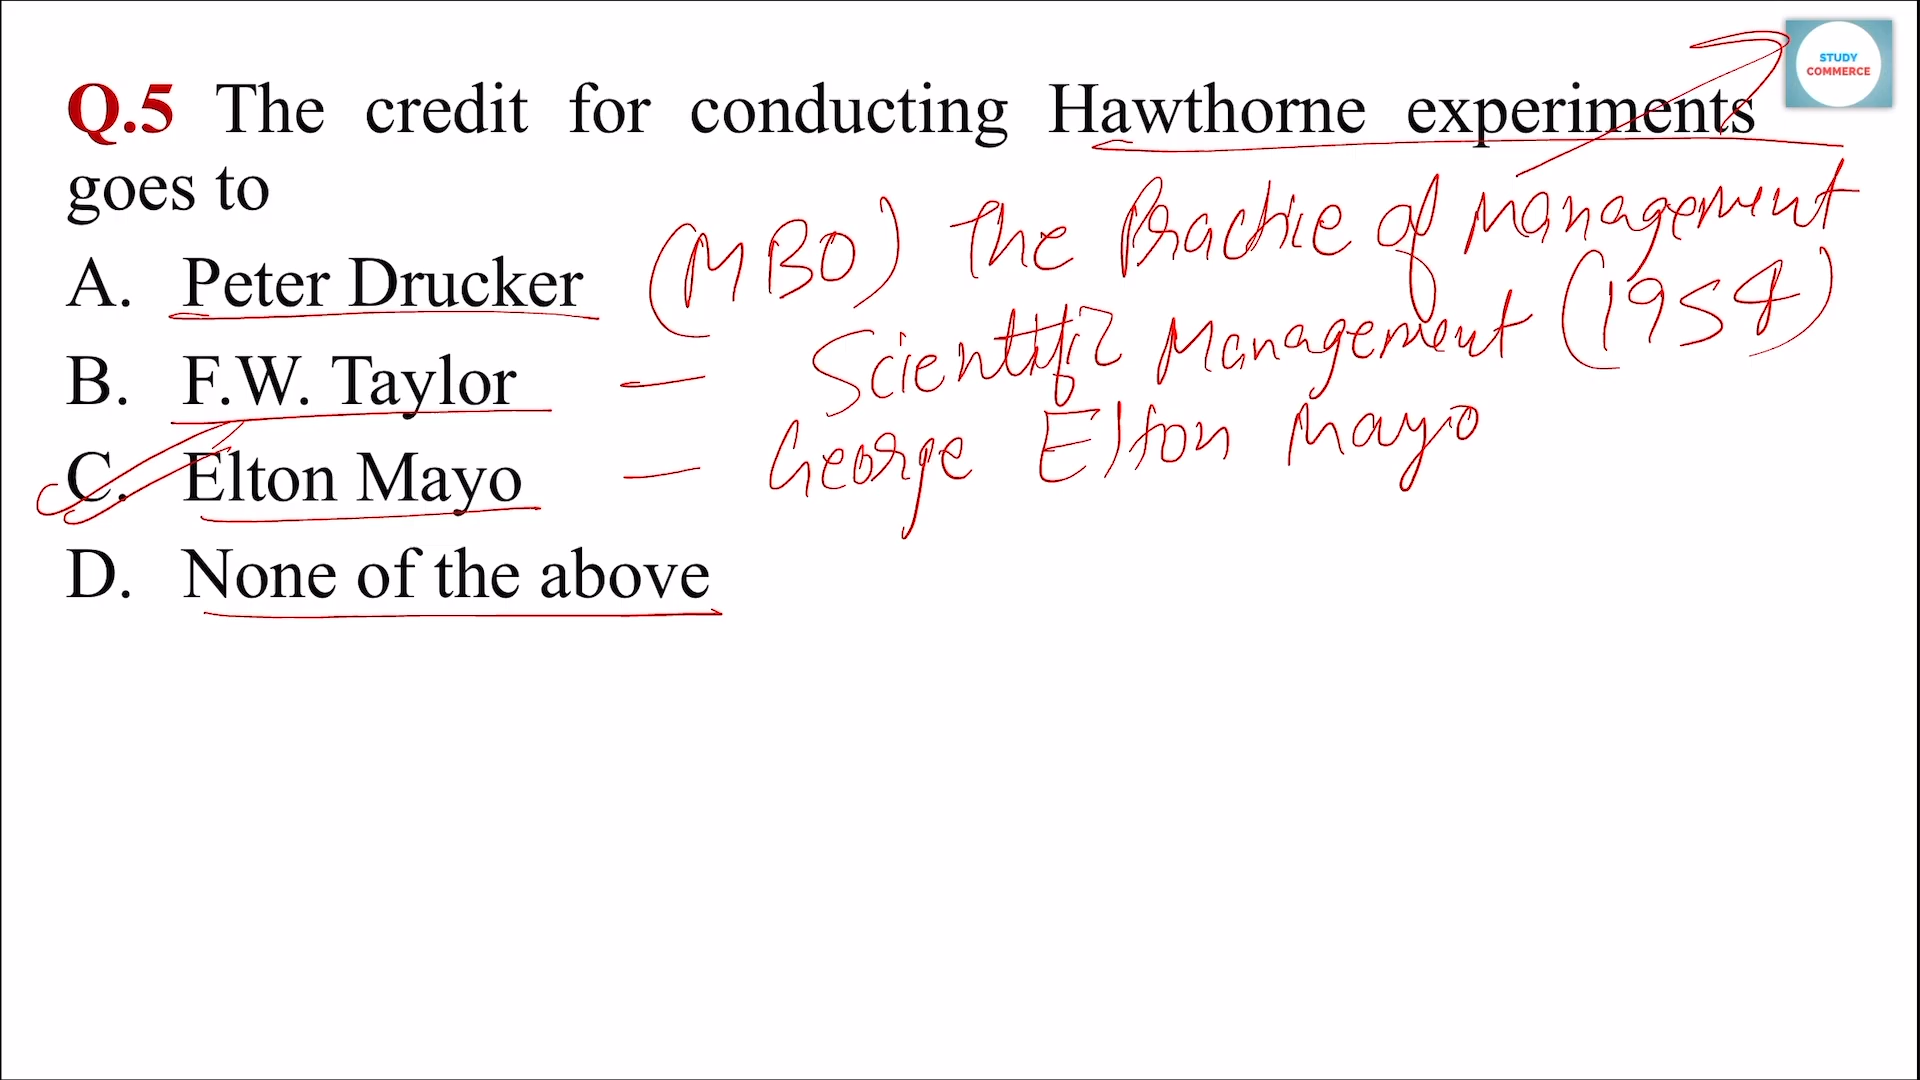 STUDY
COMMERCE
Q.5 The credit for conducting Hawthorne experiments
goes to
A. Peter Drucker (MBO) The Practice of Management
(1954)
B. F.W. Taylor — Scientific Management
C. Elton Mayo — George Elton Mayo
D. None of the above